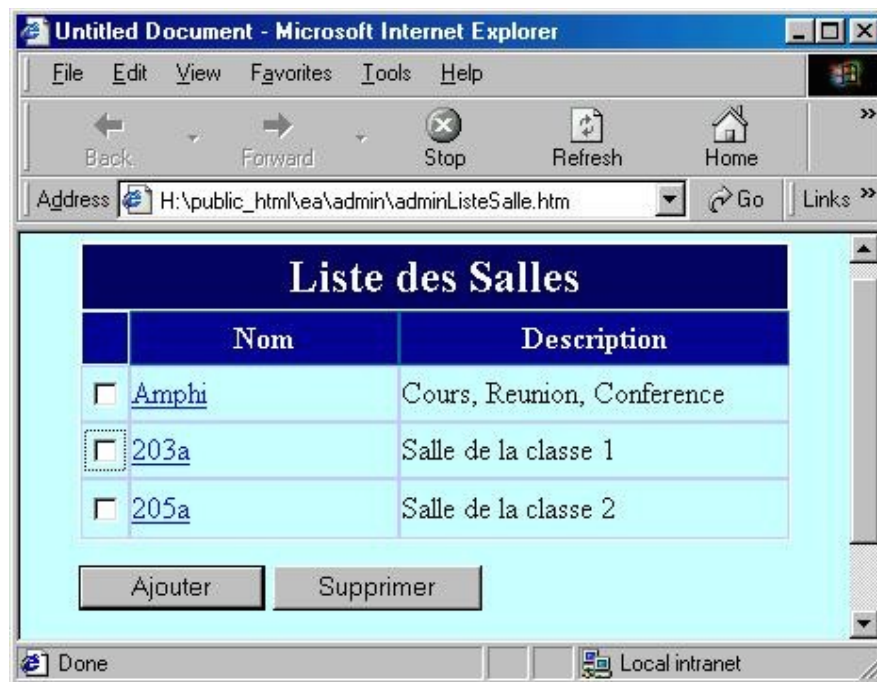 Untitled Document - Microsoft Internet Explorer
File Edit View Favorites Tools Help
Back Forward Stop Refresh Home »
Address H:\public_html\ea\admin\adminListeSalle.htm Go Links »
Liste des Salles
Nom Description
Amphi Cours, Reunion, Conference
203a Salle de la classe 1
205a Salle de la classe 2
Ajouter Supprimer
Done Local intranet